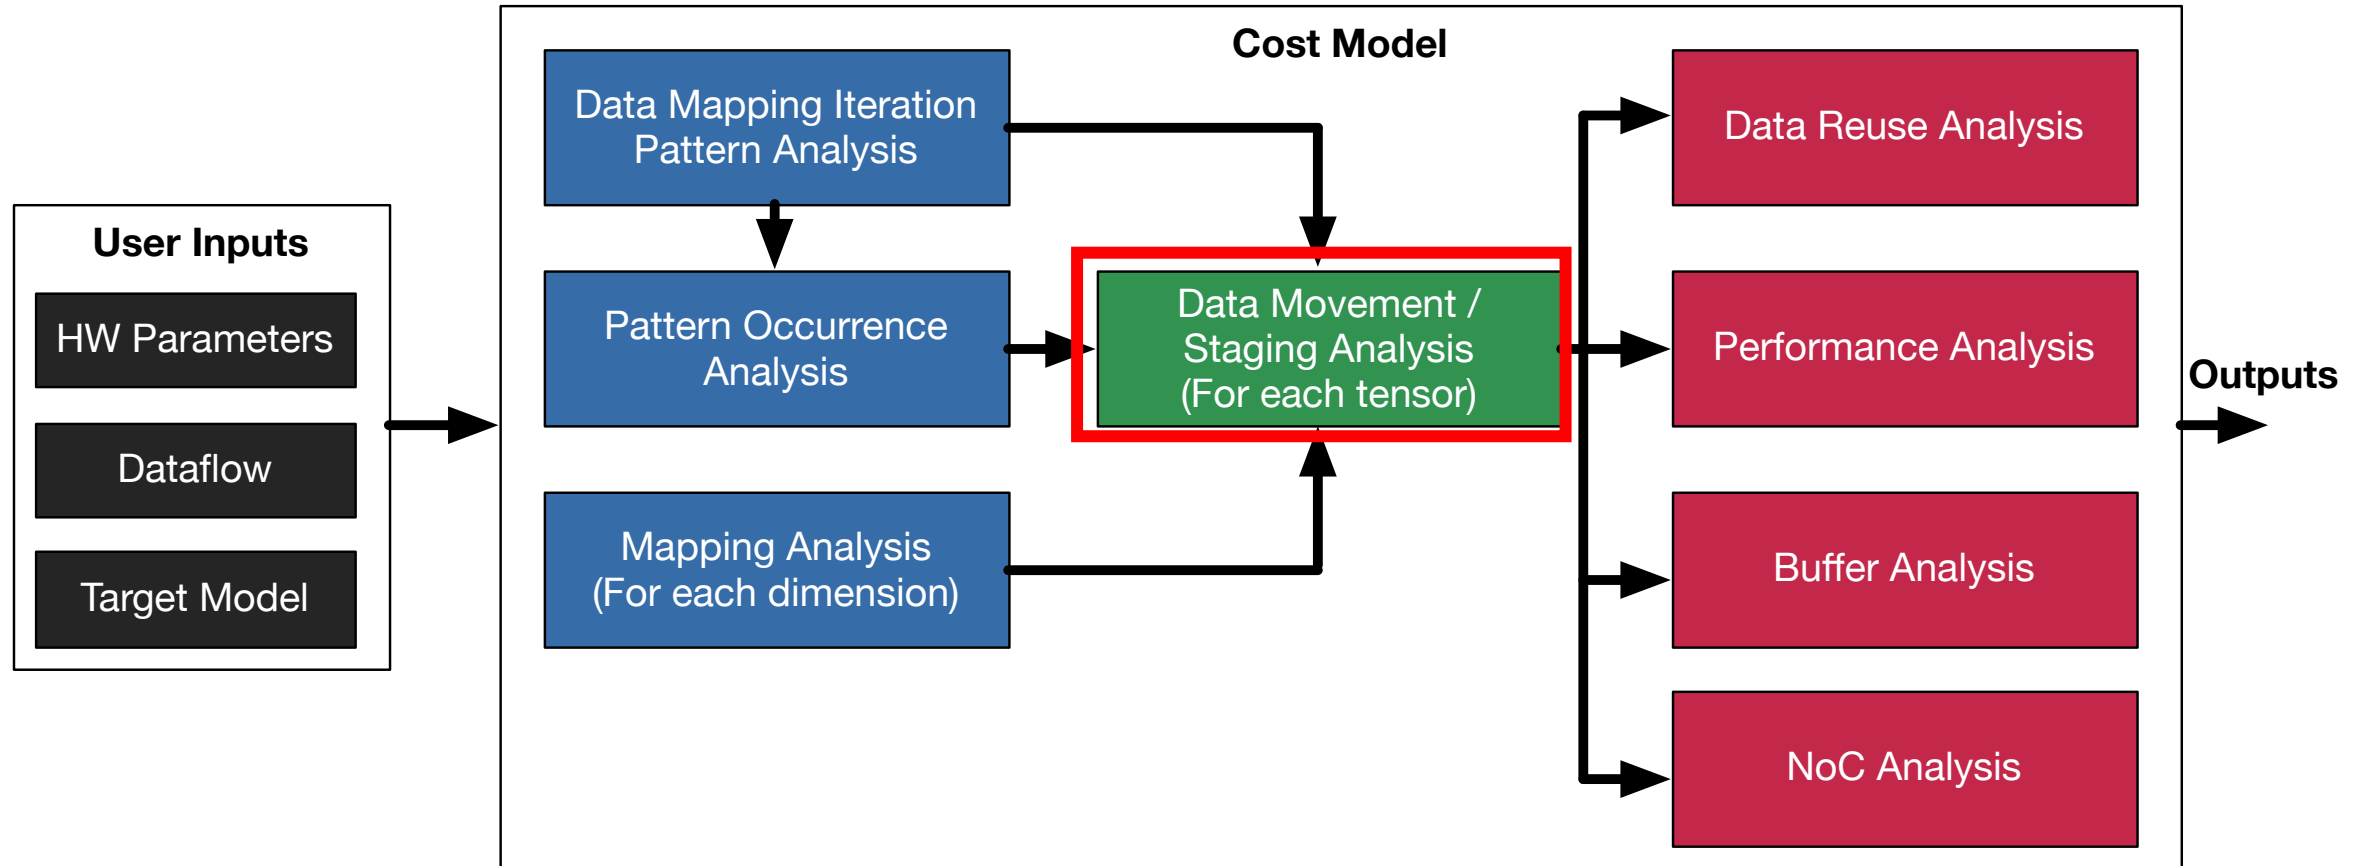 Cost Model
User Inputs
HW Parameters
Dataflow
Target Model
Data Mapping Iteration
Pattern Analysis
Pattern Occurrence
Analysis
Mapping Analysis
(For each dimension)
Data Movement /
Staging Analysis
(For each tensor)
Data Reuse Analysis
Performance Analysis
Buffer Analysis
NoC Analysis
Outputs